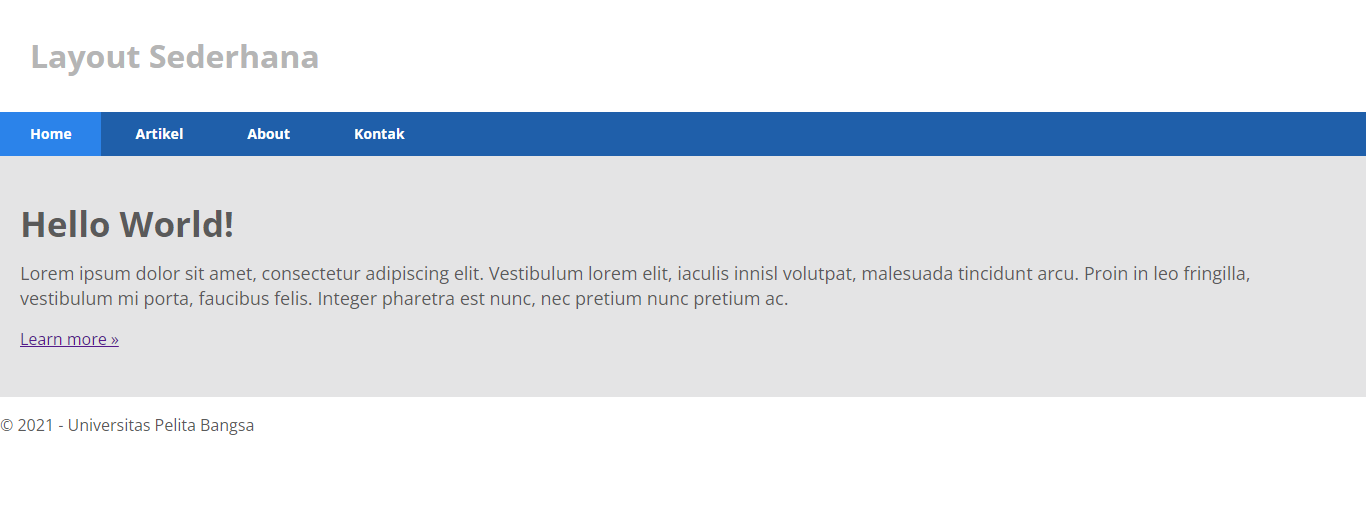 Layout Sederhana
Home Artikel About Kontak
Hello World!
Lorem ipsum dolor sit amet, consectetur adipiscing elit. Vestibulum lorem elit, iaculis innisl volutpat, malesuada tincidunt arcu. Proin in leo fringilla,
vestibulum mi porta, faucibus felis. Integer pharetra est nunc, nec pretium nunc pretium ac.
Learn more »
© 2021 - Universitas Pelita Bangsa